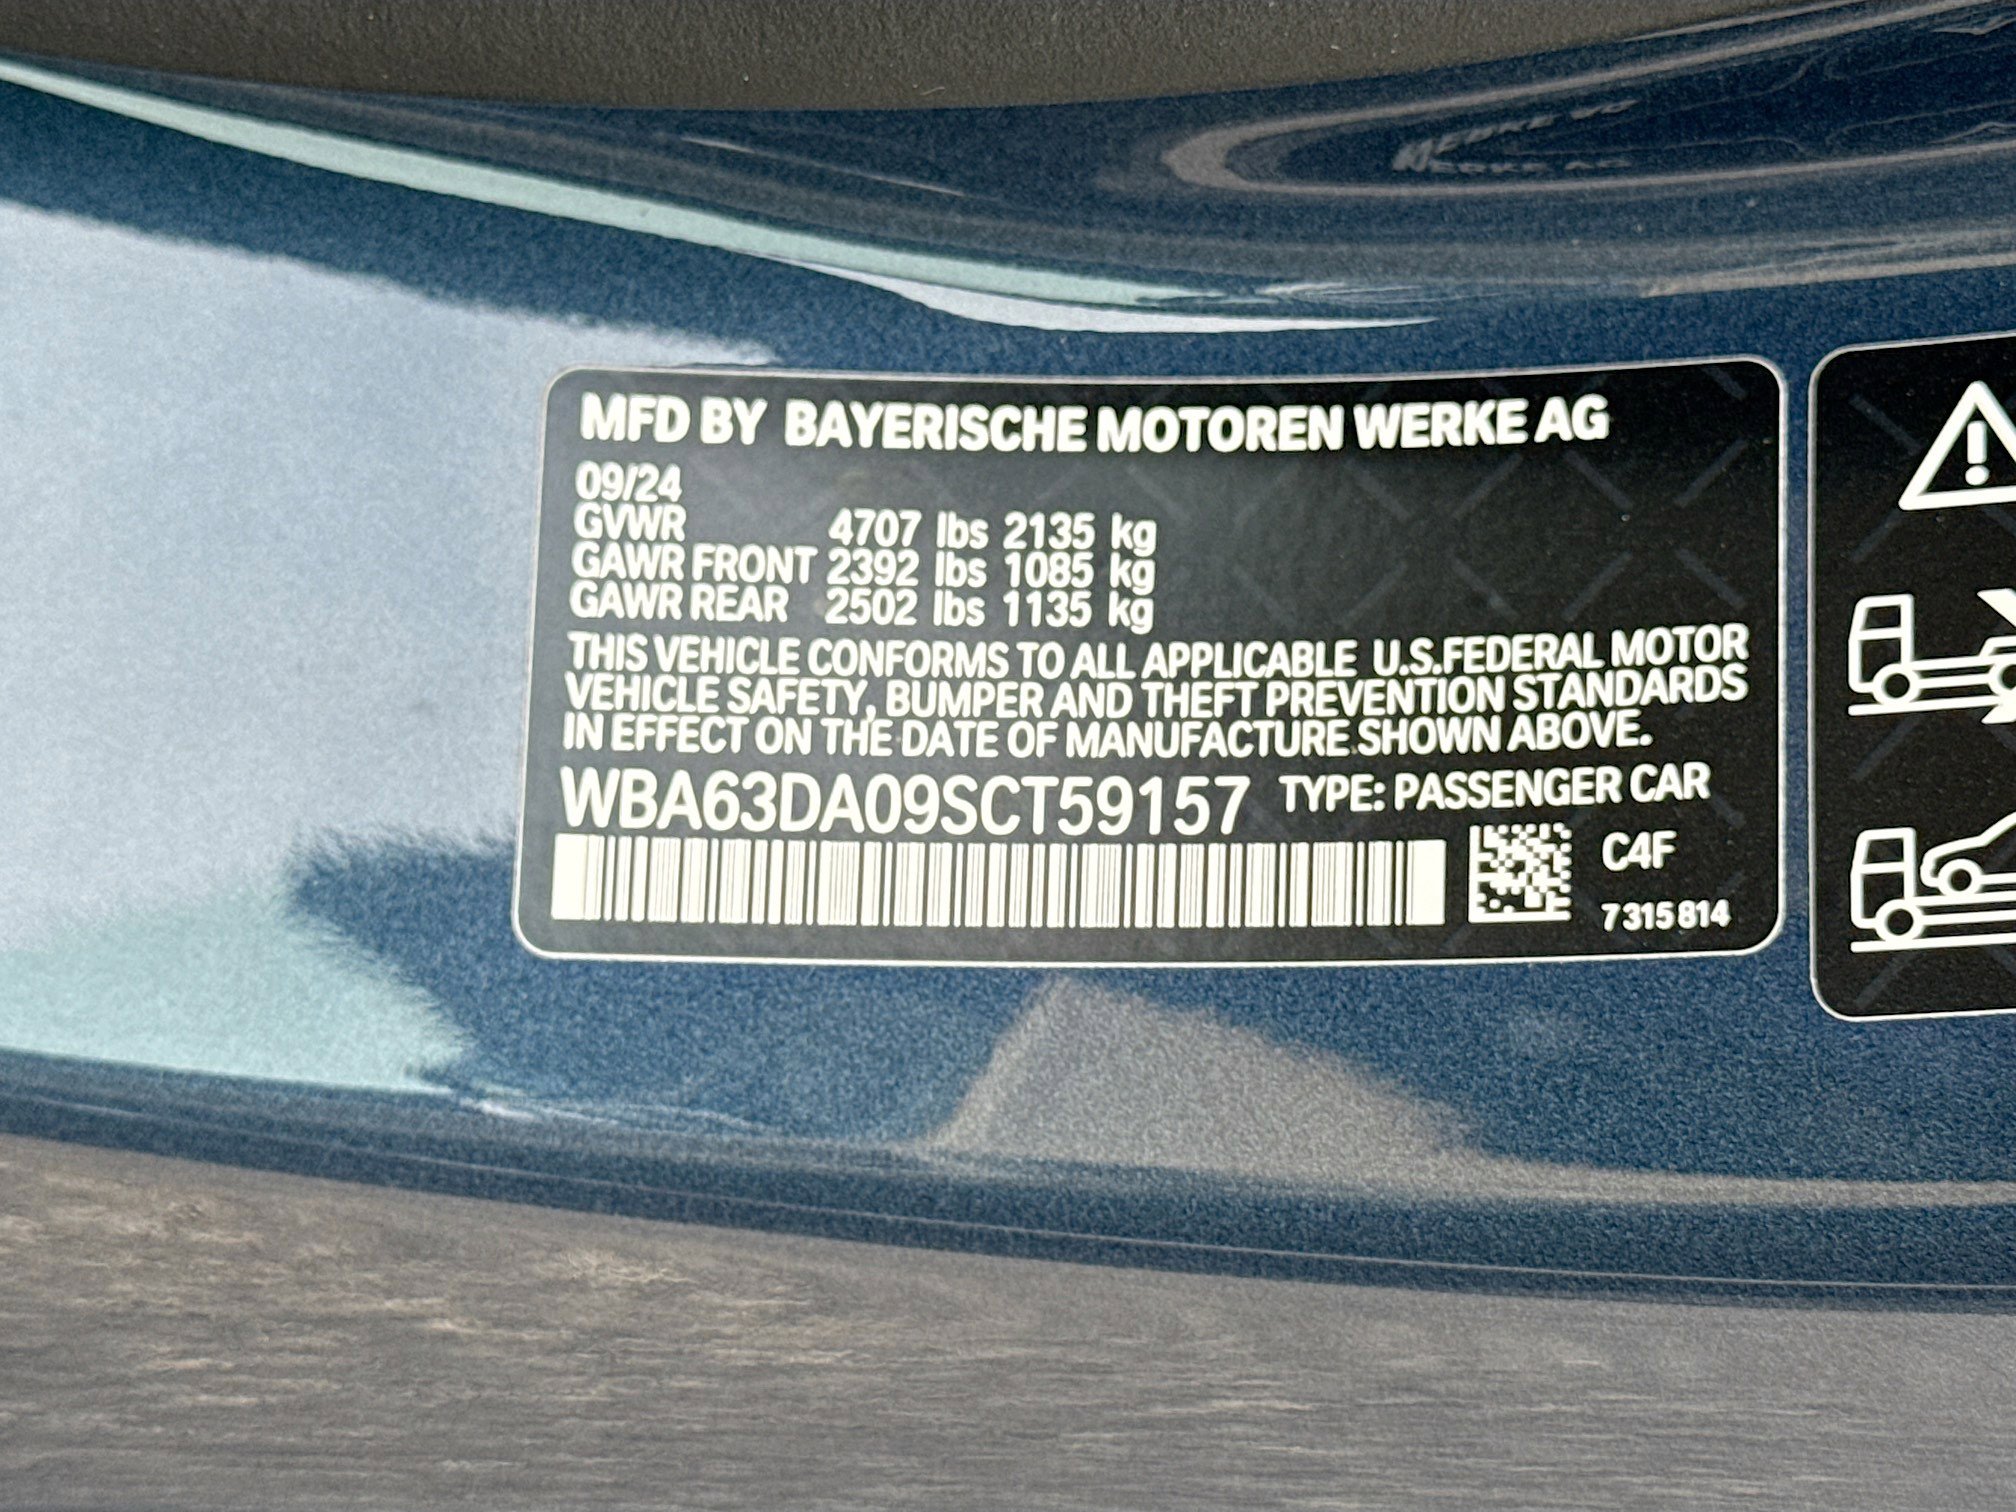 MFD BY BAYERISCHE MOTOREN WERKE AG
09/24
GVWR 4707 lbs 2135 kg
GAWR FRONT 2392 lbs 1085 kg
GAWR REAR 2502 lbs 1135 kg
THIS VEHICLE CONFORMS TO ALL APPLICABLE U.S.FEDERAL MOTOR
VEHICLE SAFETY, BUMPER AND THEFT PREVENTION STANDARDS
IN EFFECT ON THE DATE OF MANUFACTURE SHOWN ABOVE.
WBA63DA09SCT59157 TYPE: PASSENGER CAR
C4F
7315814